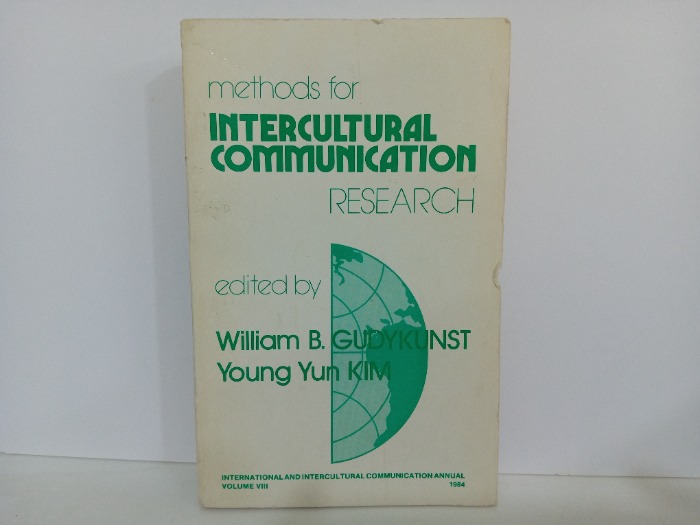 methods for
INTERCULTURAL
COMMUNICATION
RESEARCH
edited by
William B. GUDYKUNST
Young Yun KIM
INTERNATIONAL AND INTERCULTURAL COMMUNICATION ANNUAL
VOLUME VIII 1984